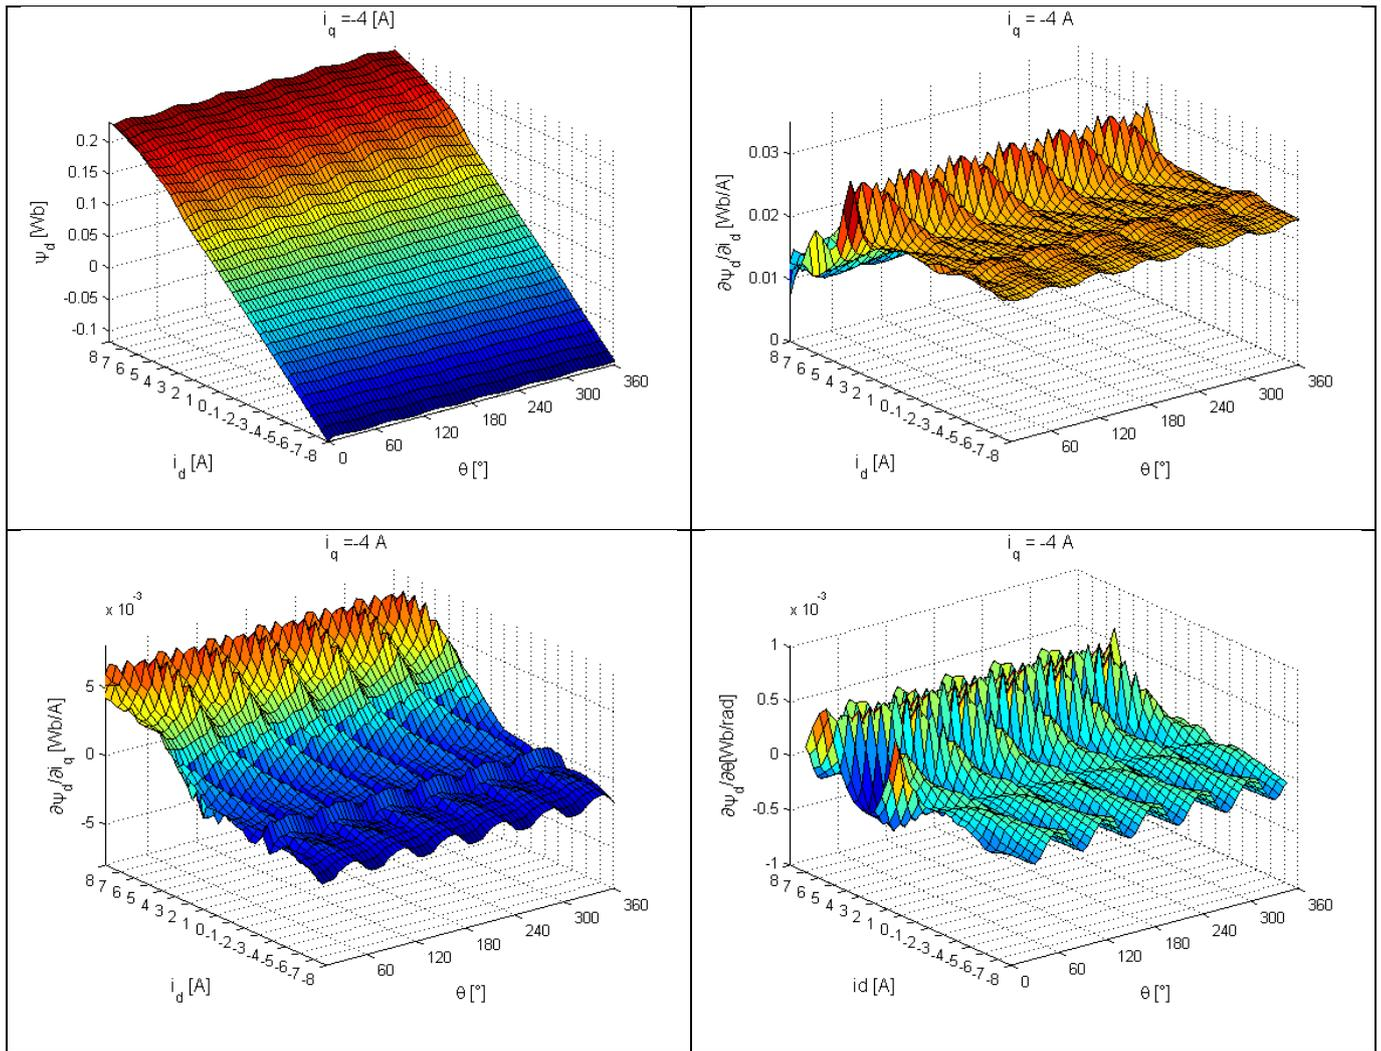 i_q =-4 [A]
ψ_d [Wb]
0.2
0.15
0.1
0.05
0
-0.05
-0.1
8 7 6 5 4 3 2 1 0 -1 -2 -3 -4 -5 -6 -7 -8
i_d [A]
0 60 120 180 240 300 360
θ [°]
i_q = -4 A
∂ψ_d/∂i_d [Wb/A]
0.03
0.02
0.01
0
8 7 6 5 4 3 2 1 0 -1 -2 -3 -4 -5 -6 -7 -8
i_d [A]
60 120 180 240 300 360
θ [°]
i_q =-4 A
x 10^-3
∂ψ_d/∂i_q [Wb/A]
5
0
-5
8 7 6 5 4 3 2 1 0 -1 -2 -3 -4 -5 -6 -7 -8
i_d [A]
60 120 180 240 300 360
θ [°]
i_q = -4 A
x 10^-3
∂ψ_d/∂θ[Wb/rad]
1
0.5
0
-0.5
-1
8 7 6 5 4 3 2 1 0 -1 -2 -3 -4 -5 -6 -7 -8
id [A]
0 60 120 180 240 300 360
θ [°]